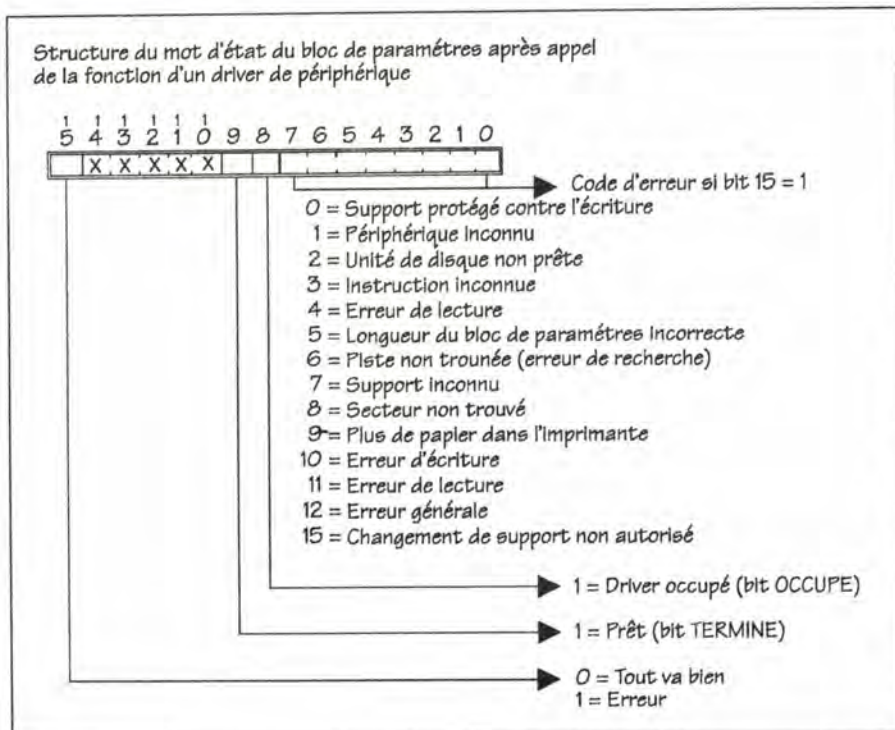 Structure du mot d'état du bloc de paramétres après appel
de la fonction d'un driver de périphérique
1 1 1 1 1 1
5 4 3 2 1 0 9 8 7 6 5 4 3 2 1 0
X X X X X
Code d'erreur si bit 15 = 1
0 = Support protégé contre l'écriture
1 = Périphérique inconnu
2 = Unité de disque non prête
3 = Instruction inconnue
4 = Erreur de lecture
5 = Longueur du bloc de paramétres incorrecte
6 = Piste non trounée (erreur de recherche)
7 = Support inconnu
8 = Secteur non trouvé
9 = Plus de papier dans l'imprimante
10 = Erreur d'écriture
11 = Erreur de lecture
12 = Erreur générale
15 = Changement de support non autorisé
1 = Driver occupé (bit OCCUPE)
1 = Prêt (bit TERMINE)
0 = Tout va bien
1 = Erreur